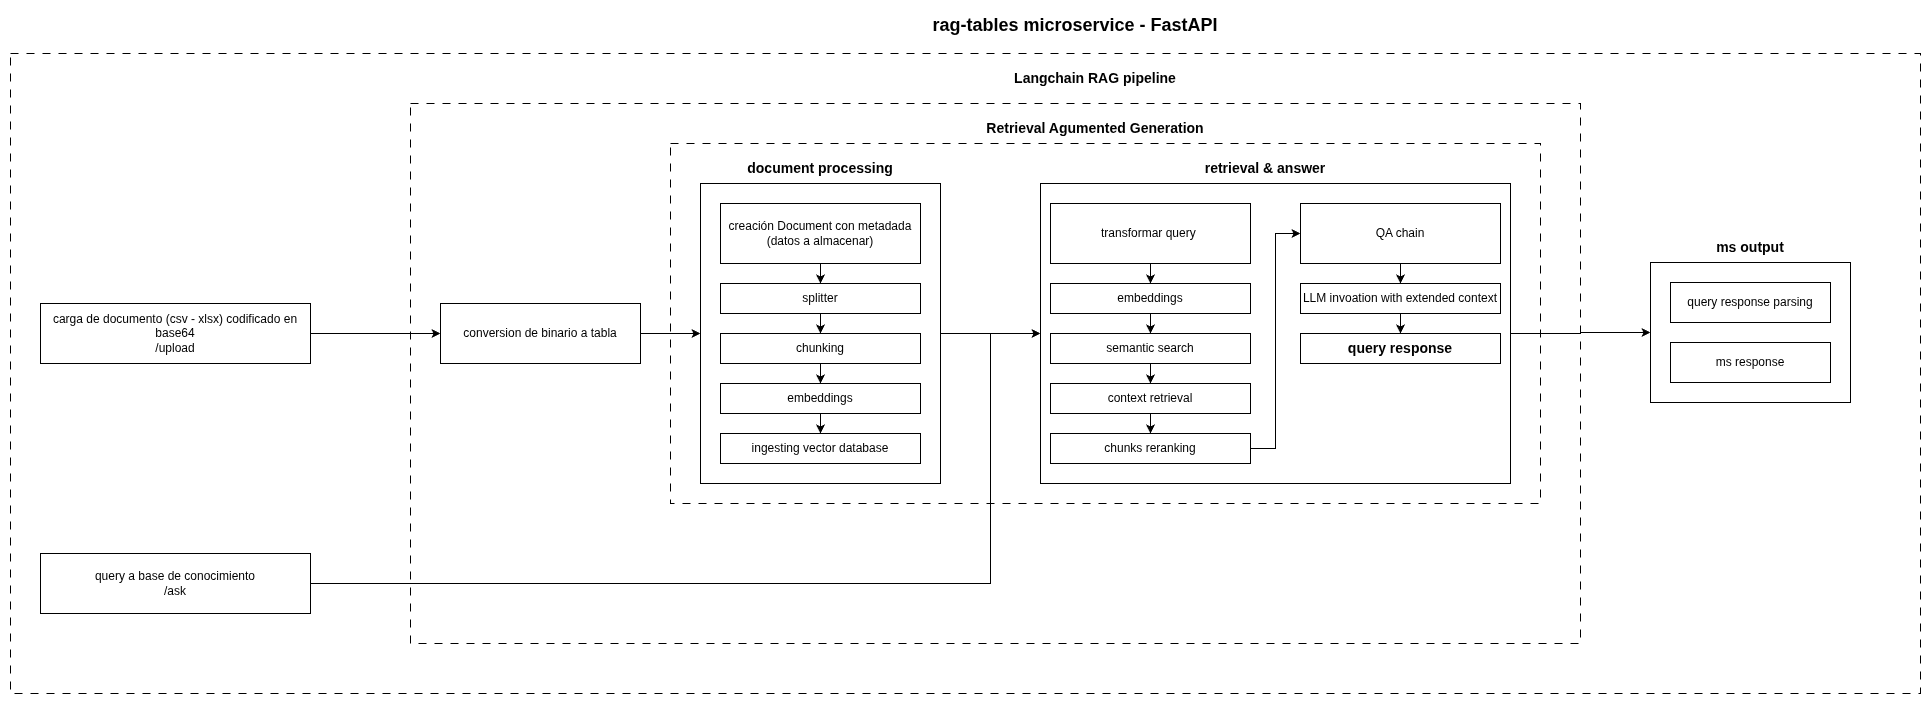 rag-tables microservice - FastAPI
Langchain RAG pipeline
Retrieval Agumented Generation
document processing
retrieval & answer
carga de documento (csv - xlsx) codificado en
base64
/upload
conversion de binario a tabla
creación Document con metadada
(datos a almacenar)
splitter
chunking
embeddings
ingesting vector database
transformar query
embeddings
semantic search
context retrieval
chunks reranking
QA chain
LLM invoation with extended context
query response
ms output
query response parsing
ms response
query a base de conocimiento
/ask